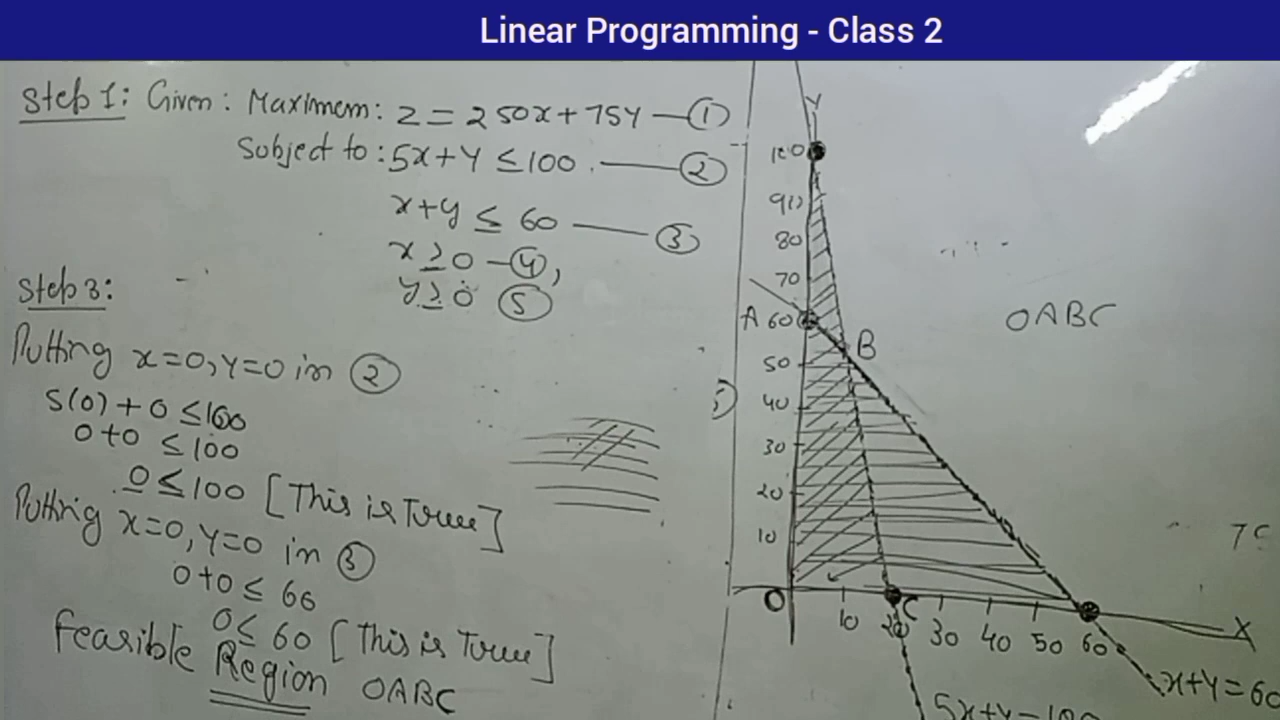 Linear Programming - Class 2
Step 1: Given: Maximum: Z = 250x + 75Y — ①
Subject to: 5x + Y ≤ 100. — ②
x + y ≤ 60 — ③
x ≥ 0 — ④,
y ≥ 0 ⑤
Step 3:
Putting x=0, Y=0 in ②
5(0) + 0 ≤ 100
0 + 0 ≤ 100
0 ≤ 100 [This is True]
Putting x=0, Y=0 in ③
0 + 0 ≤ 60
0 ≤ 60 [This is True]
Feasible Region OABC
Y
100
90
80
70
A 60
50
40
30
20
10
B
OABC
O 10 20 C 30 40 50 60 X
x+Y=60
5x+Y=100